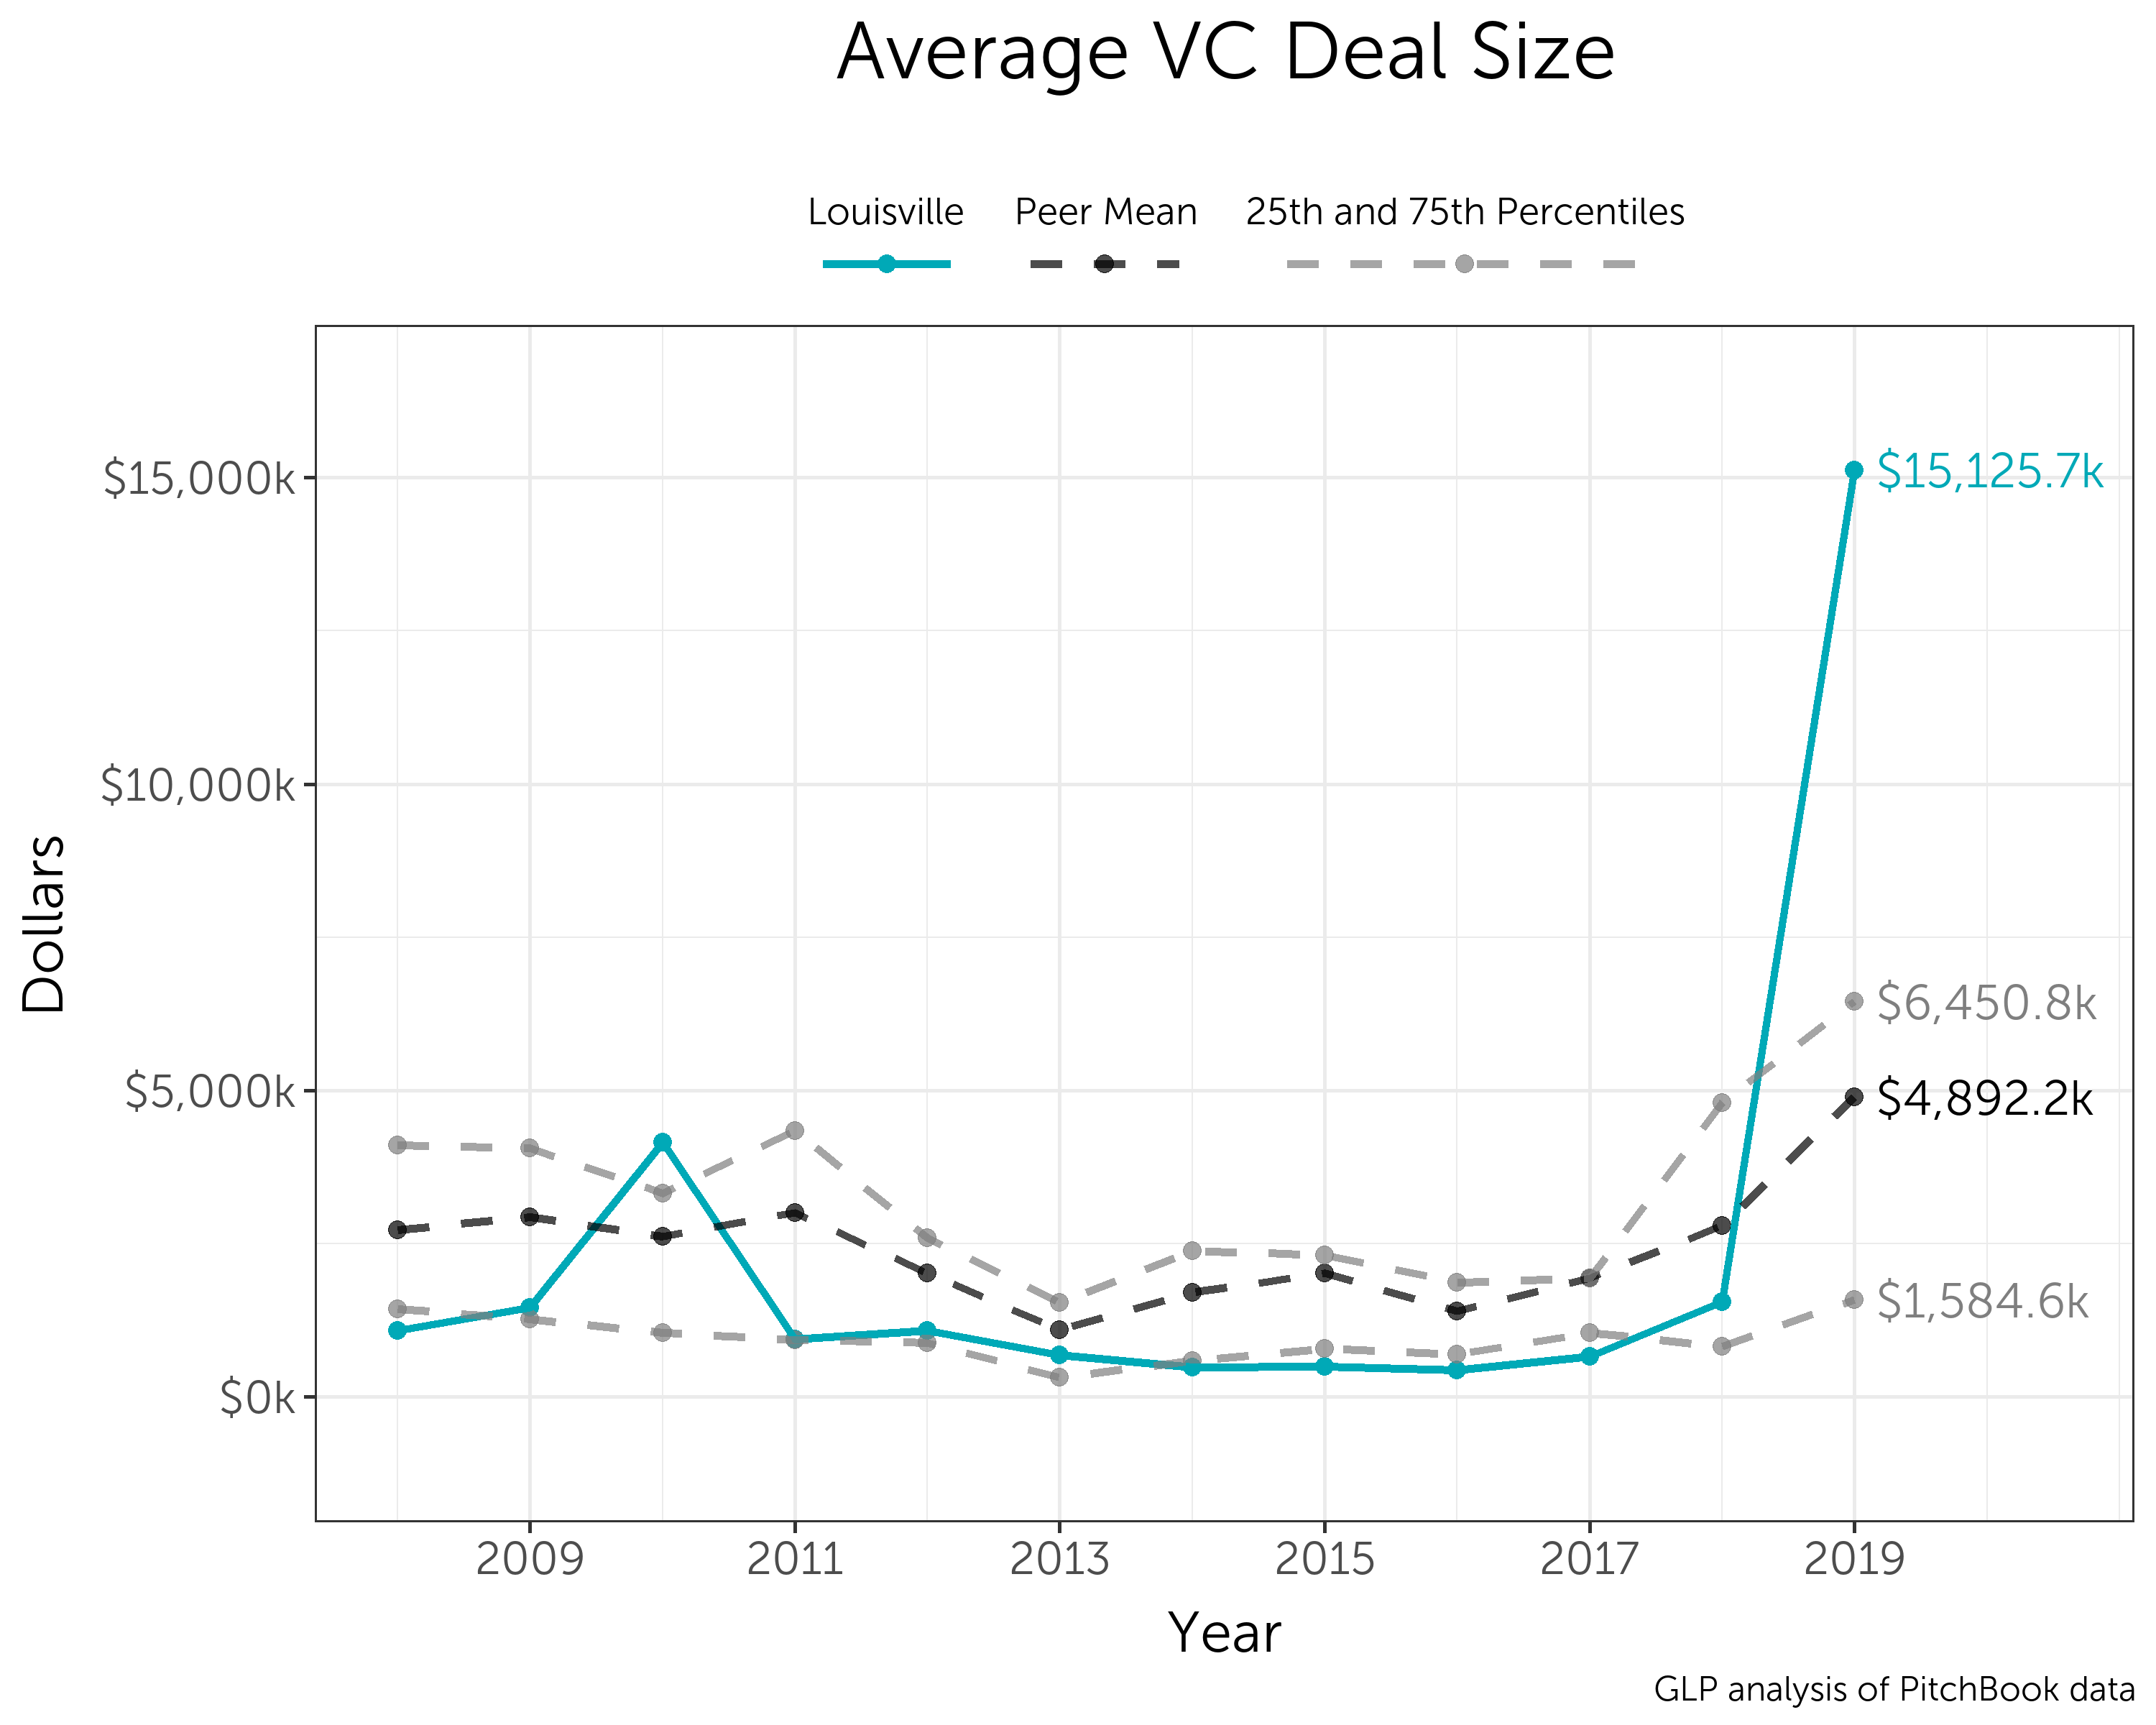 Average VC Deal Size
Louisville Peer Mean 25th and 75th Percentiles
$15,000k
$10,000k
$5,000k
$0k
Dollars
$15,125.7k
$6,450.8k
$4,892.2k
$1,584.6k
2009 2011 2013 2015 2017 2019
Year
GLP analysis of PitchBook data